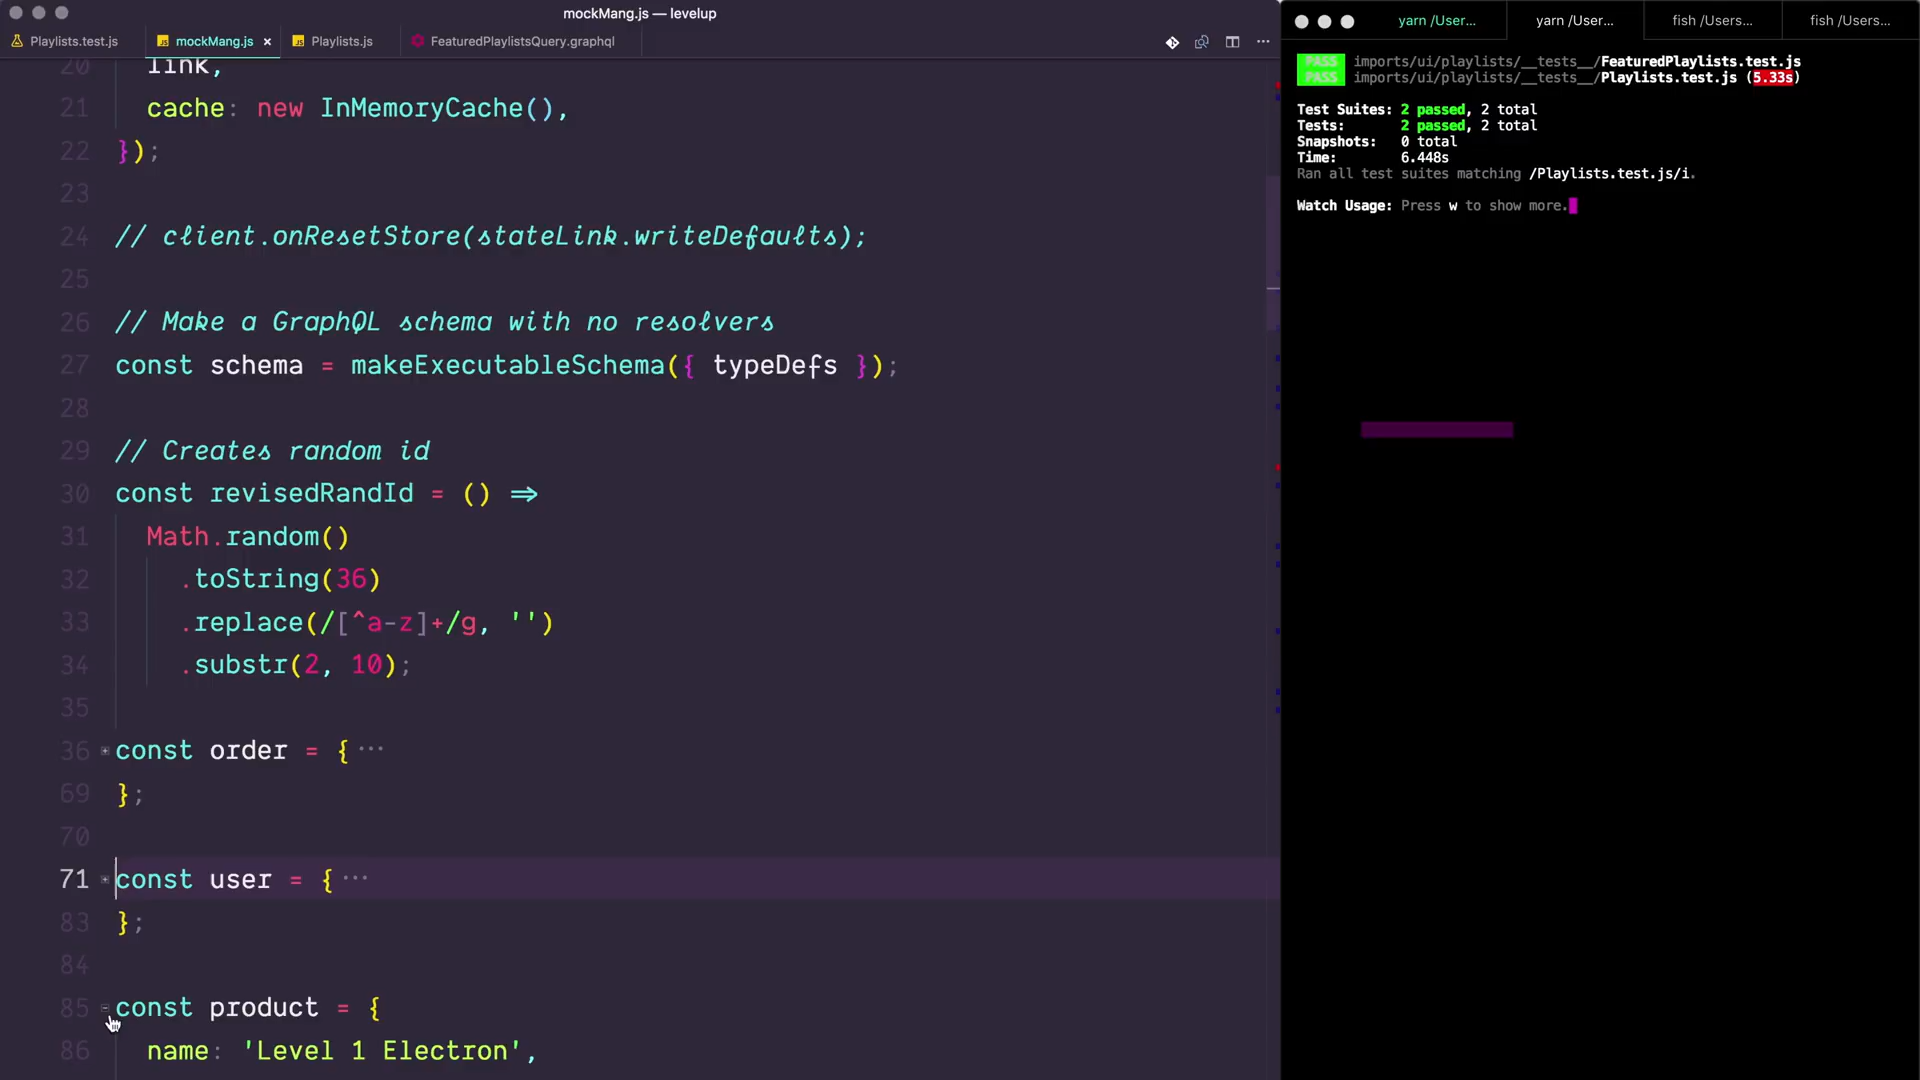 mockMang.js — levelup
Playlists.test.js
mockMang.js ×
Playlists.js
FeaturedPlaylistsQuery.graphql
20 link,
21 cache: new InMemoryCache(),
22 });
23
24 // client.onResetStore(stateLink.writeDefaults);
25
26 // Make a GraphQL schema with no resolvers
27 const schema = makeExecutableSchema({ typeDefs });
28
29 // Creates random id
30 const revisedRandId = () ⇒
31 Math.random()
32 .toString(36)
33 .replace(/[^a-z]+/g, '')
34 .substr(2, 10);
35
36 const order = { ···
69 };
70
71 const user = { ···
83 };
84
85 const product = {
86 name: 'Level 1 Electron',
yarn /User...
yarn /User...
fish /Users...
fish /Users...
PASS imports/ui/playlists/__tests__/FeaturedPlaylists.test.js
PASS imports/ui/playlists/__tests__/Playlists.test.js (5.33s)
Test Suites: 2 passed, 2 total
Tests: 2 passed, 2 total
Snapshots: 0 total
Time: 6.448s
Ran all test suites matching /Playlists.test.js/i.
Watch Usage: Press w to show more.